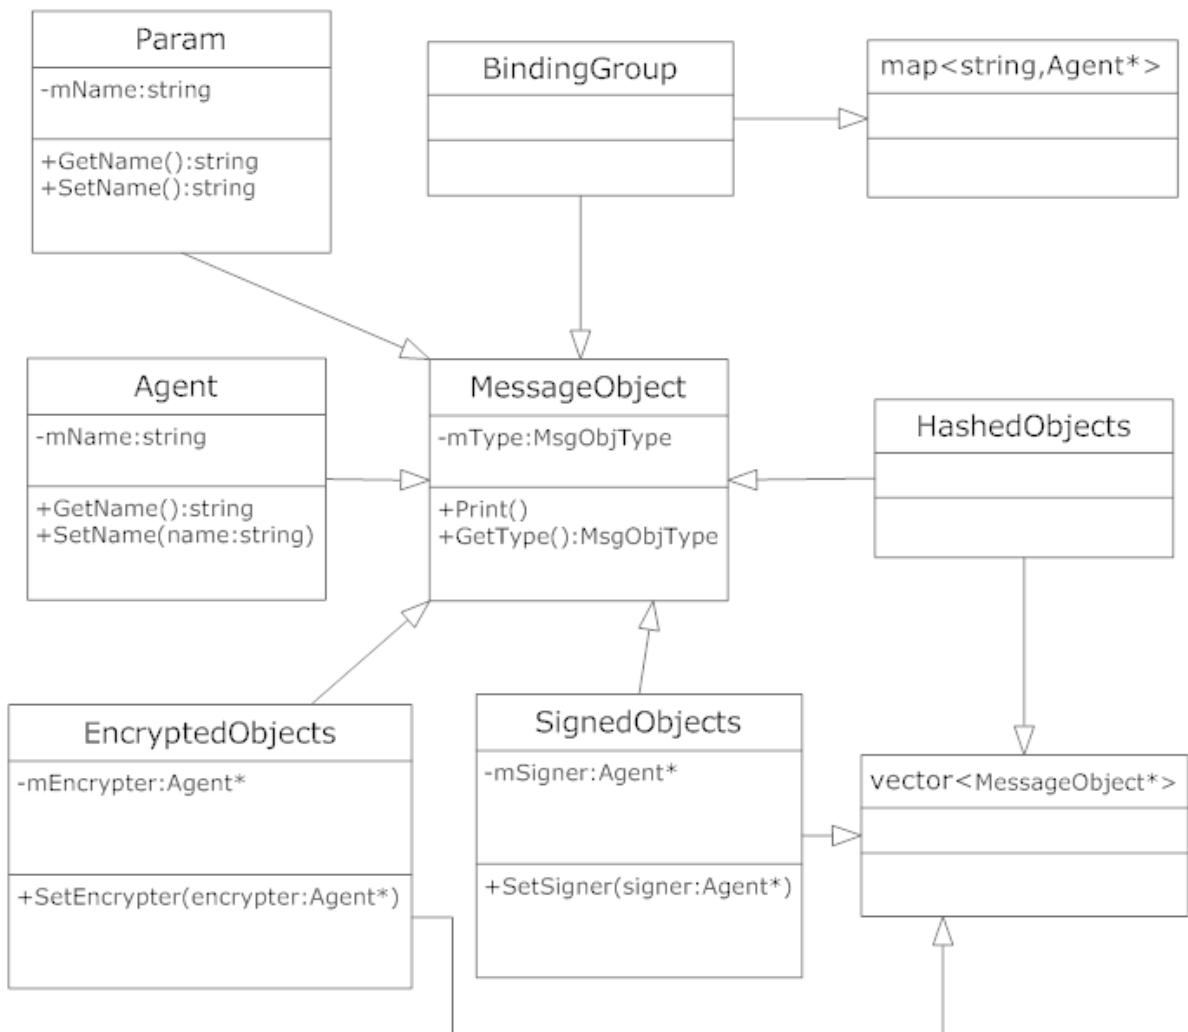 Param
-mName:string
+GetName():string
+SetName():string
BindingGroup
map<string,Agent*>
Agent
-mName:string
+GetName():string
+SetName(name:string)
MessageObject
-mType:MsgObjType
+Print()
+GetType():MsgObjType
HashedObjects
EncryptedObjects
-mEncrypter:Agent*
+SetEncrypter(encrypter:Agent*)
SignedObjects
-mSigner:Agent*
+SetSigner(signer:Agent*)
vector<MessageObject*>